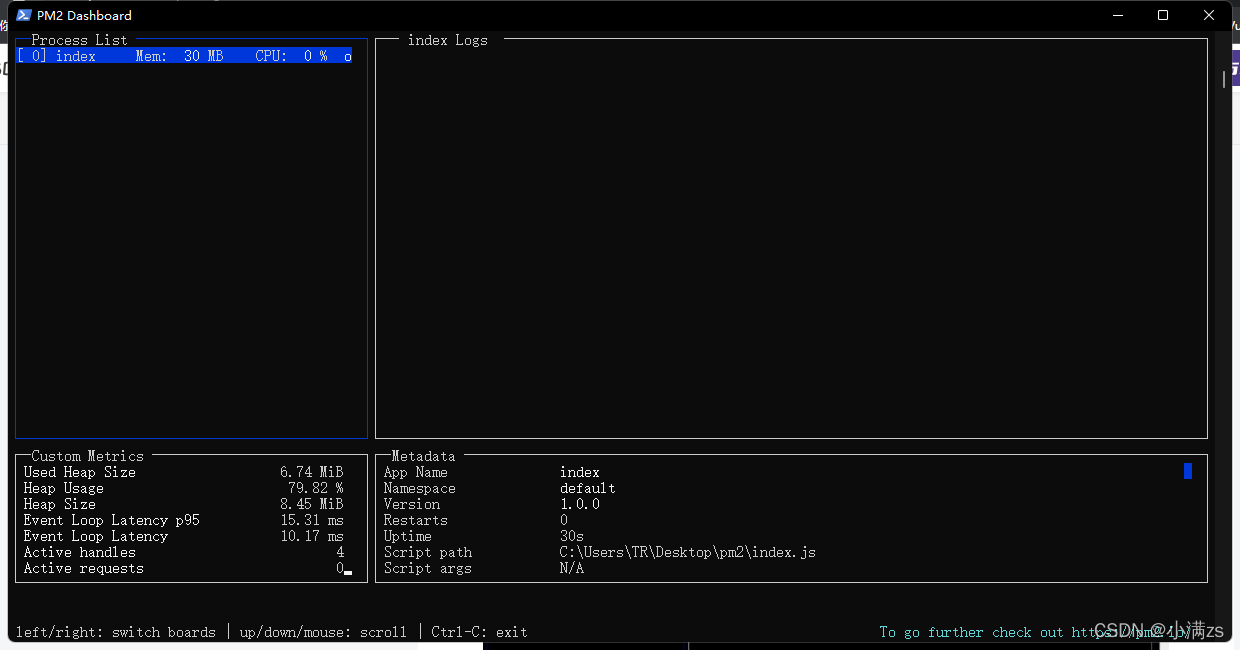 PM2 Dashboard
Process List
[ 0] index Mem: 30 MB CPU: 0 % o
index Logs
Custom Metrics
Used Heap Size 6.74 MiB
Heap Usage 79.82 %
Heap Size 8.45 MiB
Event Loop Latency p95 15.31 ms
Event Loop Latency 10.17 ms
Active handles 4
Active requests 0
Metadata
App Name index
Namespace default
Version 1.0.0
Restarts 0
Uptime 30s
Script path C:\Users\TR\Desktop\pm2\index.js
Script args N/A
left/right: switch boards | up/down/mouse: scroll | Ctrl-C: exit
To go further check out https://pm2.io/
CSDN @小满zs